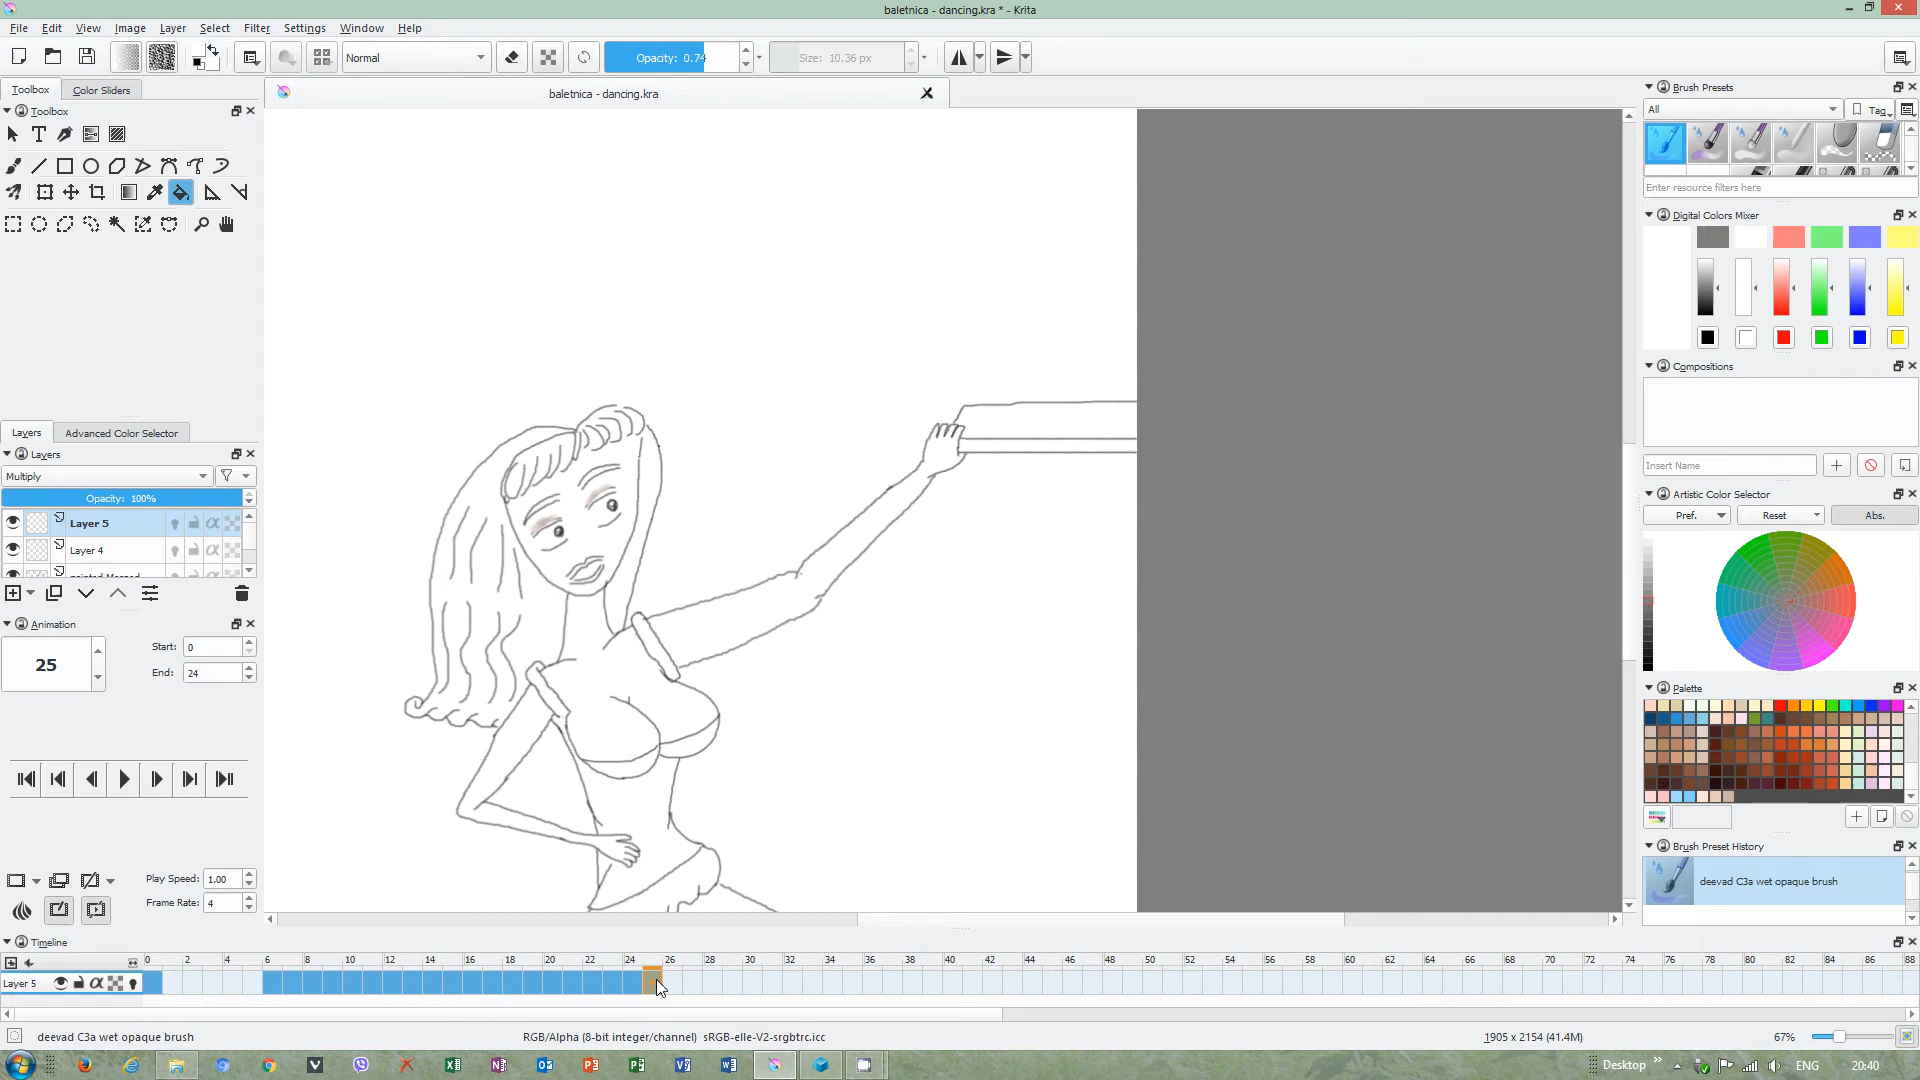 baletnica - dancing.kra * - Krita
File Edit View Image Layer Select Filter Settings Window Help
Normal
Opacity: 0.74
Size: 10.36 px
Toolbox Color Sliders
baletnica - dancing.kra
Toolbox
Layers Advanced Color Selector
Layers
Multiply
Opacity: 100%
Layer 5
Layer 4
Animation
25
Start: 0
End: 24
Play Speed: 1.00
Frame Rate: 4
Brush Presets
All
Tag
Enter resource filters here
Digital Colors Mixer
Compositions
Insert Name
Artistic Color Selector
Pref. Reset Abs.
Palette
Brush Preset History
deevad C3a wet opaque brush
Timeline
0 2 4 6 8 10 12 14 16 18 20 22 24 26 28 30 32 34 36 38 40 42 44 46 48 50 52 54 56 58 60 62 64 66 68 70 72 74 76 78 80 82 84 86 88
Layer 5
deevad C3a wet opaque brush
RGB/Alpha (8-bit integer/channel) sRGB-elle-V2-srgbtrc.icc
1905 x 2154 (41.4M)
67%
Desktop
ENG
20:40